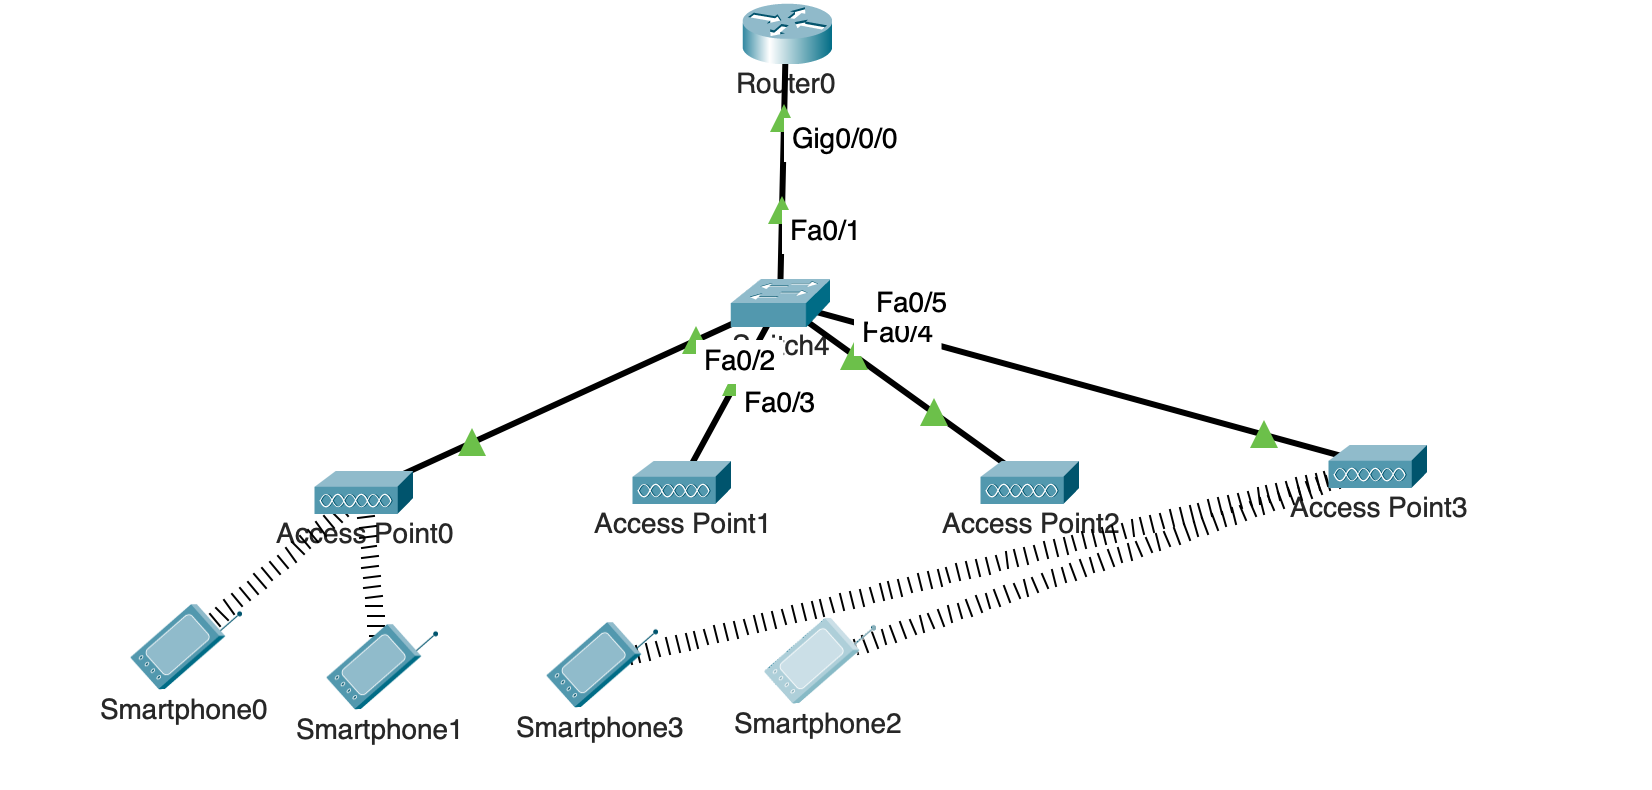 Router0
Gig0/0/0
Fa0/1
Fa0/5
Fa0/4
Fa0/2
Fa0/3
Access Point0
Access Point1
Access Point2
Access Point3
Smartphone0
Smartphone1
Smartphone3
Smartphone2